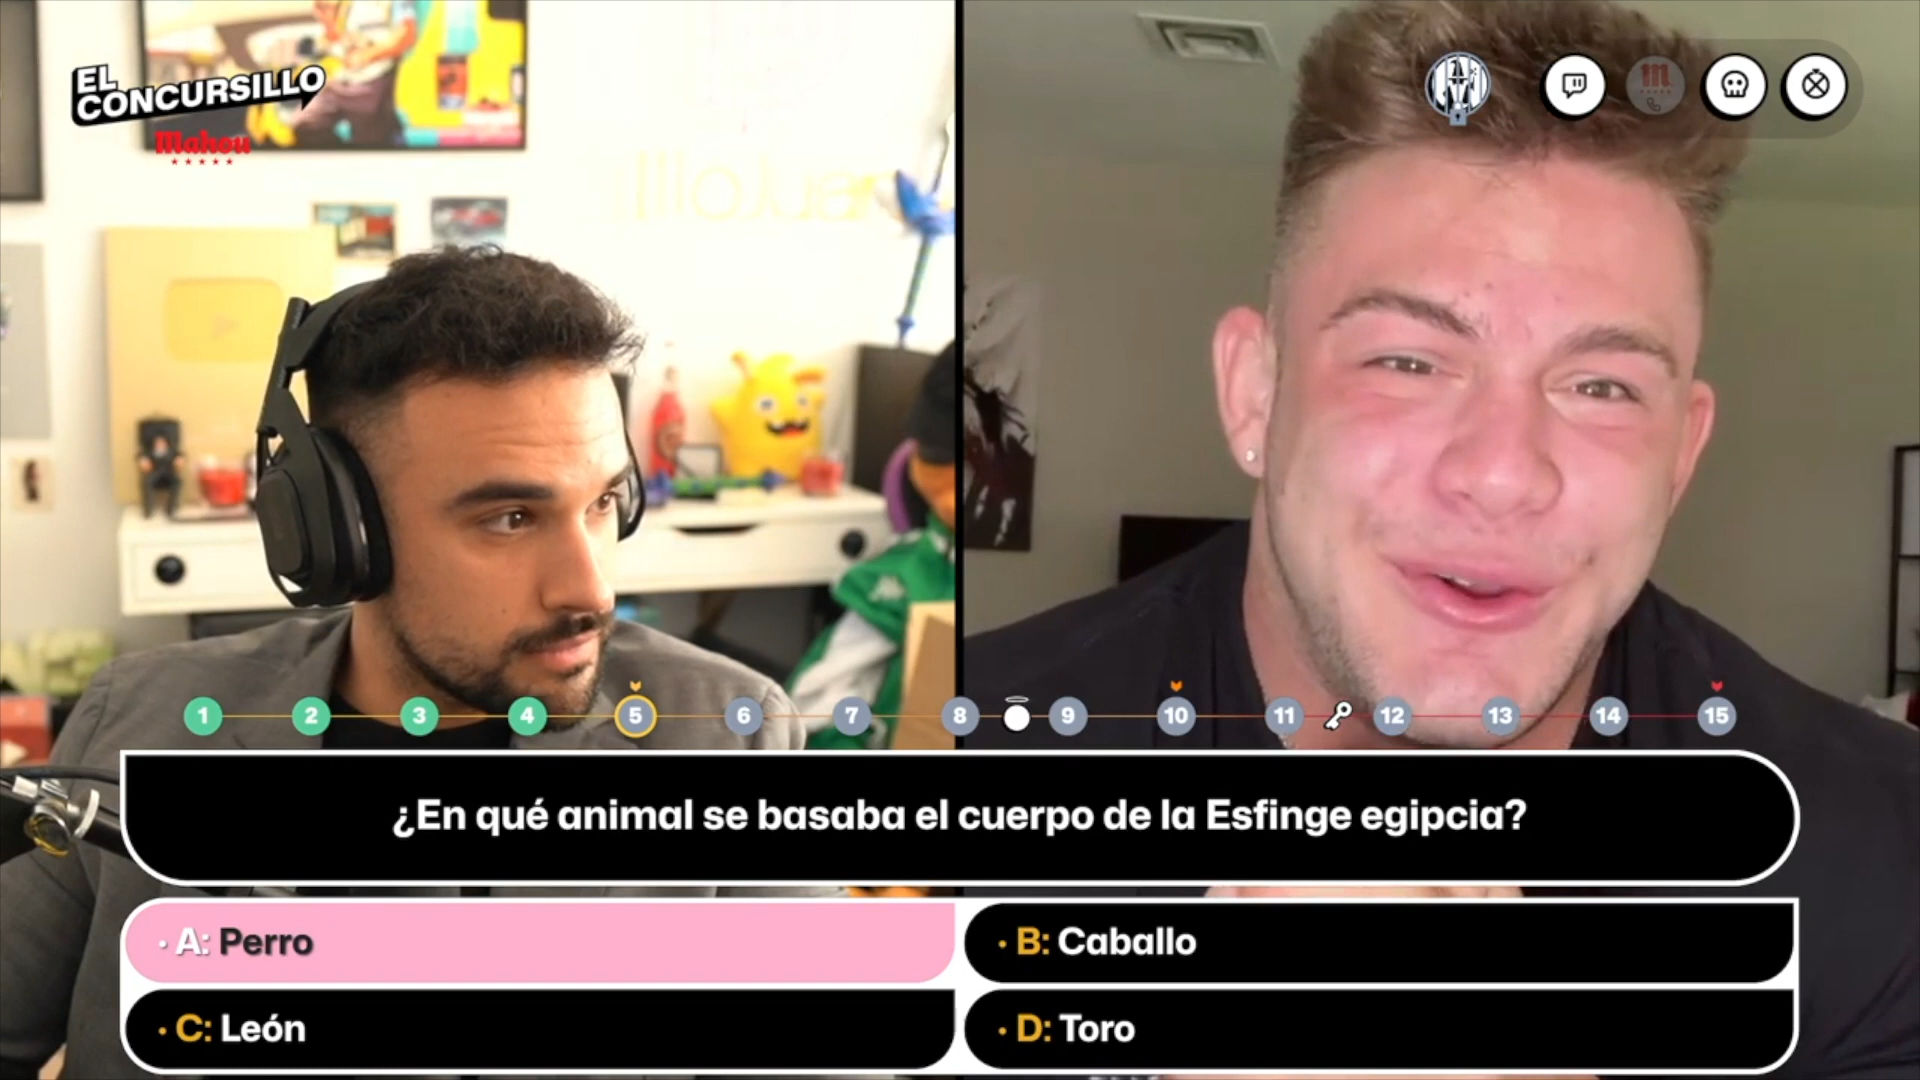 EL
CONCURSILLO
Mahou
1 2 3 4 5 6 7 8 9 10 11 12 13 14 15
¿En qué animal se basaba el cuerpo de la Esfinge egipcia?
• A: Perro
• B: Caballo
• C: León
• D: Toro